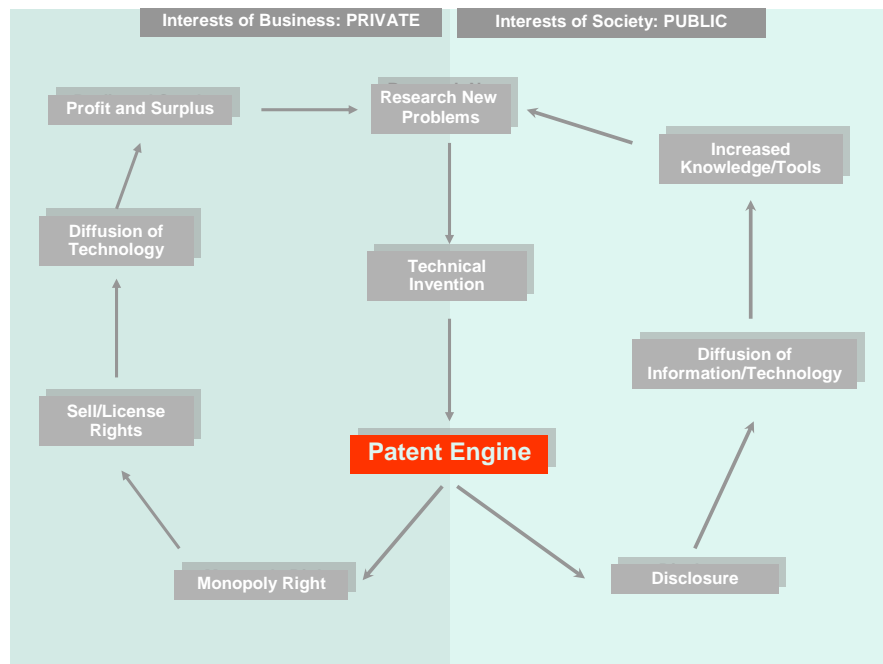 Interests of Business: PRIVATE
Interests of Society: PUBLIC
Profit and Surplus
Research New
Problems
Increased
Knowledge/Tools
Diffusion of
Technology
Technical
Invention
Diffusion of
Information/Technology
Sell/License
Rights
Patent Engine
Monopoly Right
Disclosure